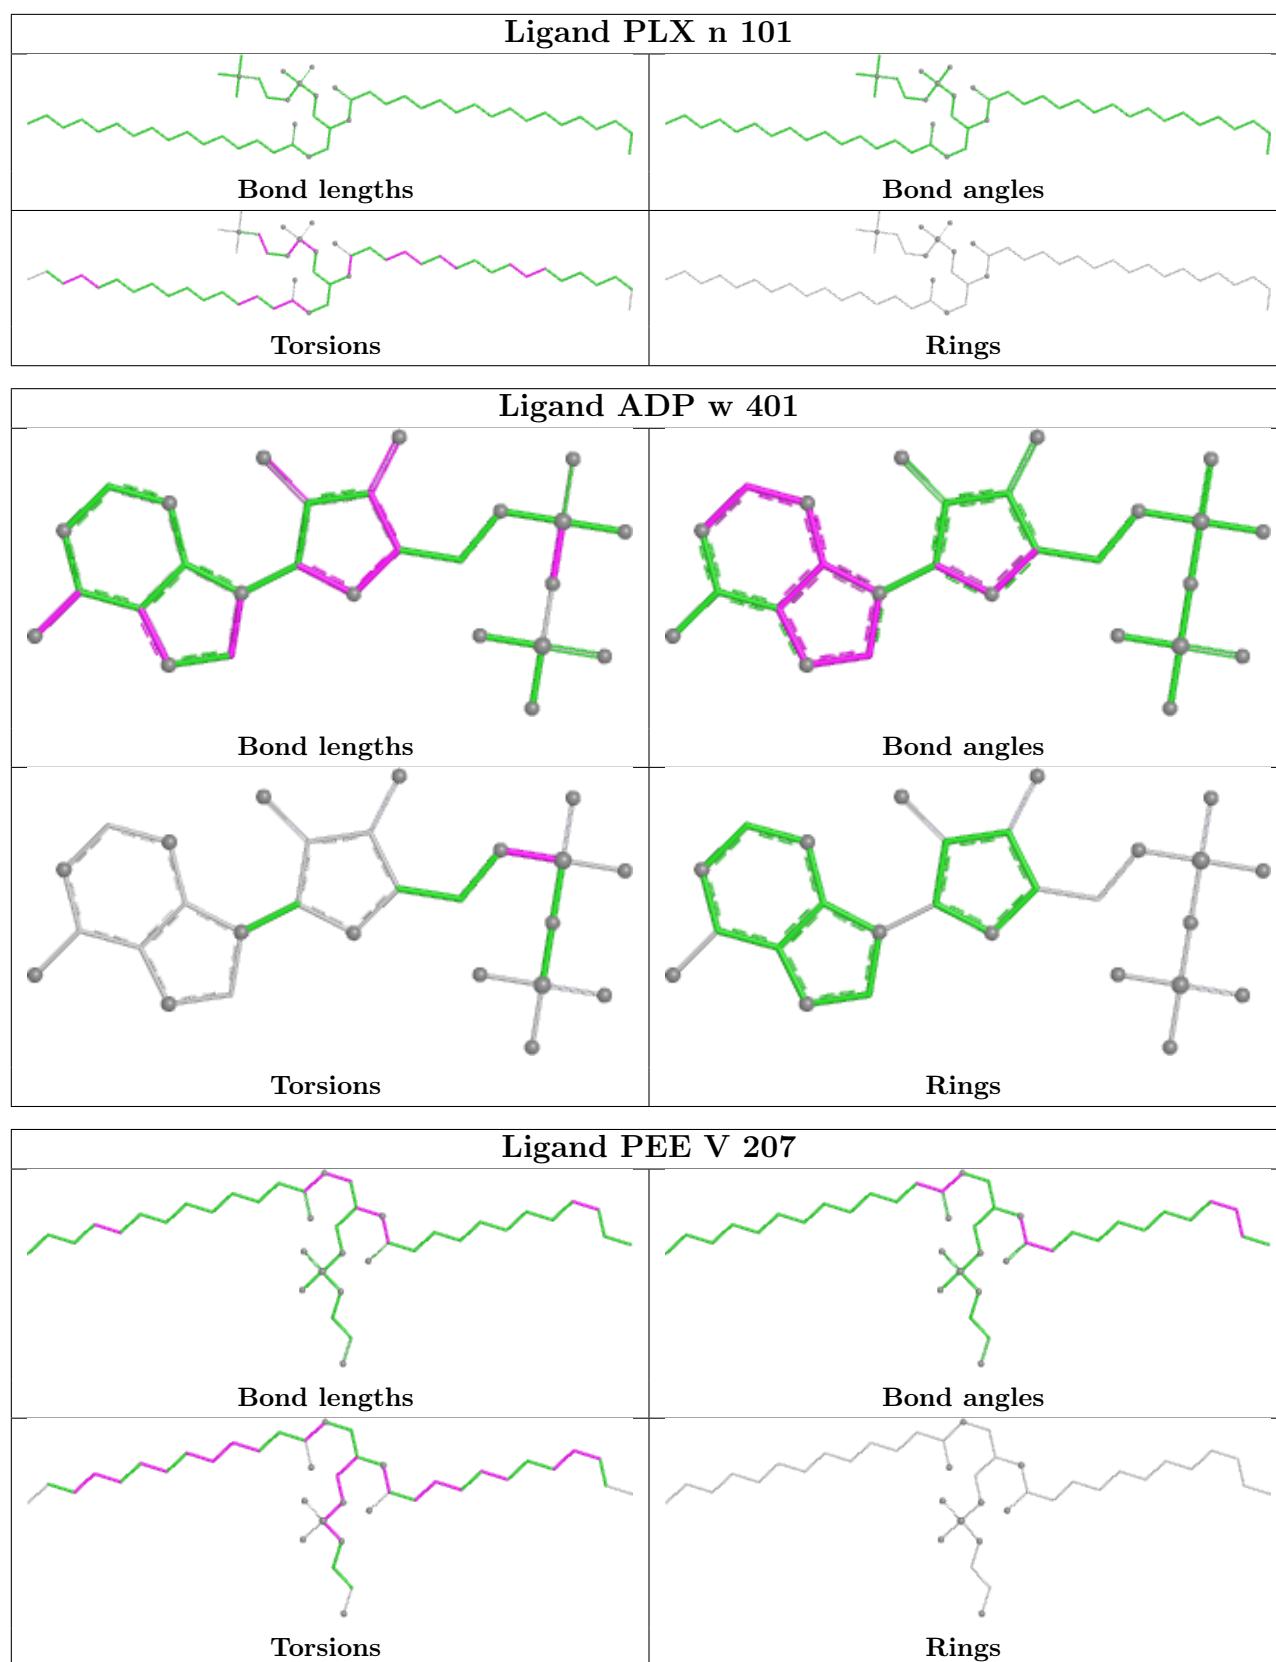 Ligand PLX n 101
Bond lengths
Bond angles
Torsions
Rings
Ligand ADP w 401
Bond lengths
Bond angles
Torsions
Rings
Ligand PEE V 207
Bond lengths
Bond angles
Torsions
Rings